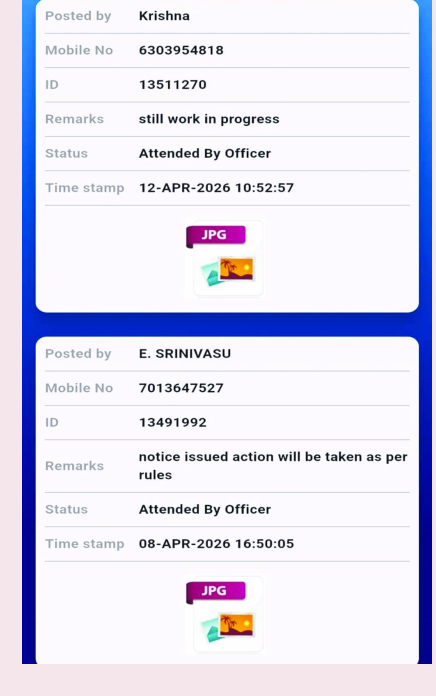 Posted by Krishna
Mobile No 6303954818
ID 13511270
Remarks still work in progress
Status Attended By Officer
Time stamp 12-APR-2026 10:52:57
JPG
Posted by E. SRINIVASU
Mobile No 7013647527
ID 13491992
Remarks notice issued action will be taken as per
rules
Status Attended By Officer
Time stamp 08-APR-2026 16:50:05
JPG